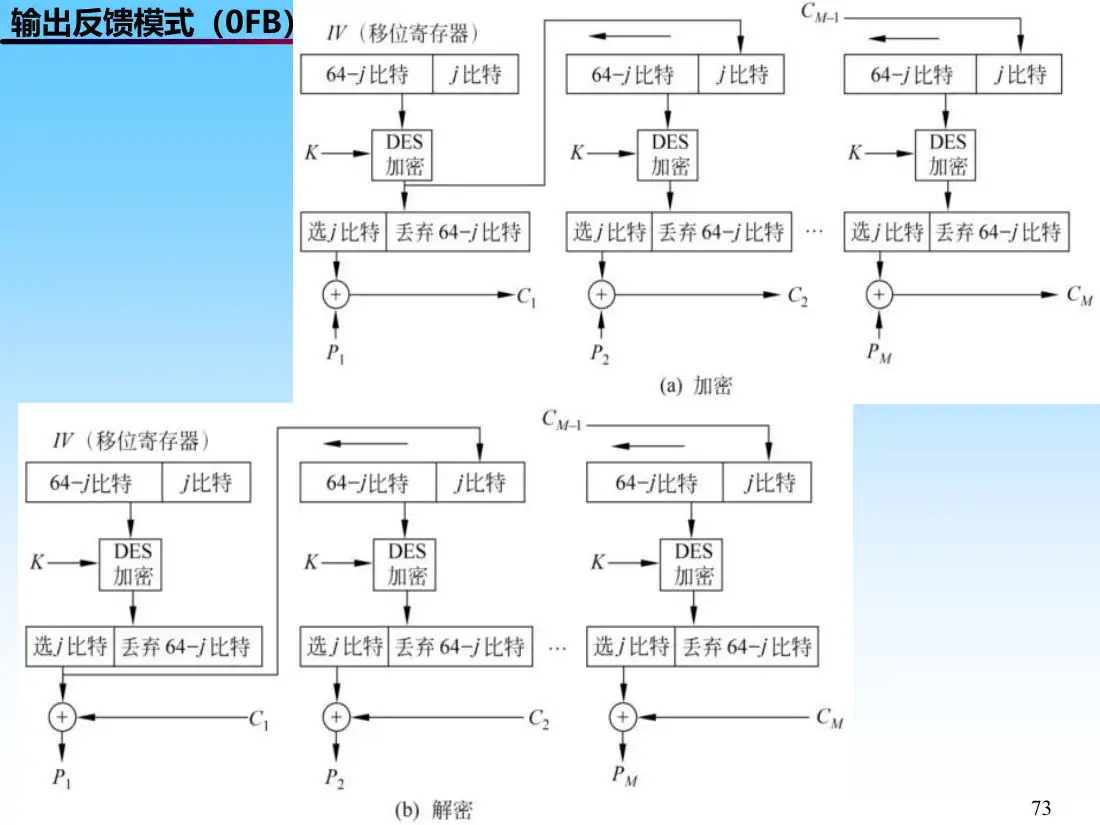 输出反馈模式（0FB）
IV（移位寄存器）
C_{M-1}
64-j比特 j比特 64-j比特 j比特 64-j比特 j比特
K DES 加密 K DES 加密 K DES 加密
选j比特 丢弃64-j比特 选j比特 丢弃64-j比特 … 选j比特 丢弃64-j比特
+ C_1 + C_2 + C_M
P_1 P_2 P_M
(a) 加密
IV（移位寄存器）
C_{M-1}
64-j比特 j比特 64-j比特 j比特 64-j比特 j比特
K DES 加密 K DES 加密 K DES 加密
选j比特 丢弃64-j比特 选j比特 丢弃64-j比特 … 选j比特 丢弃64-j比特
+ C_1 + C_2 + C_M
P_1 P_2 P_M
(b) 解密
73